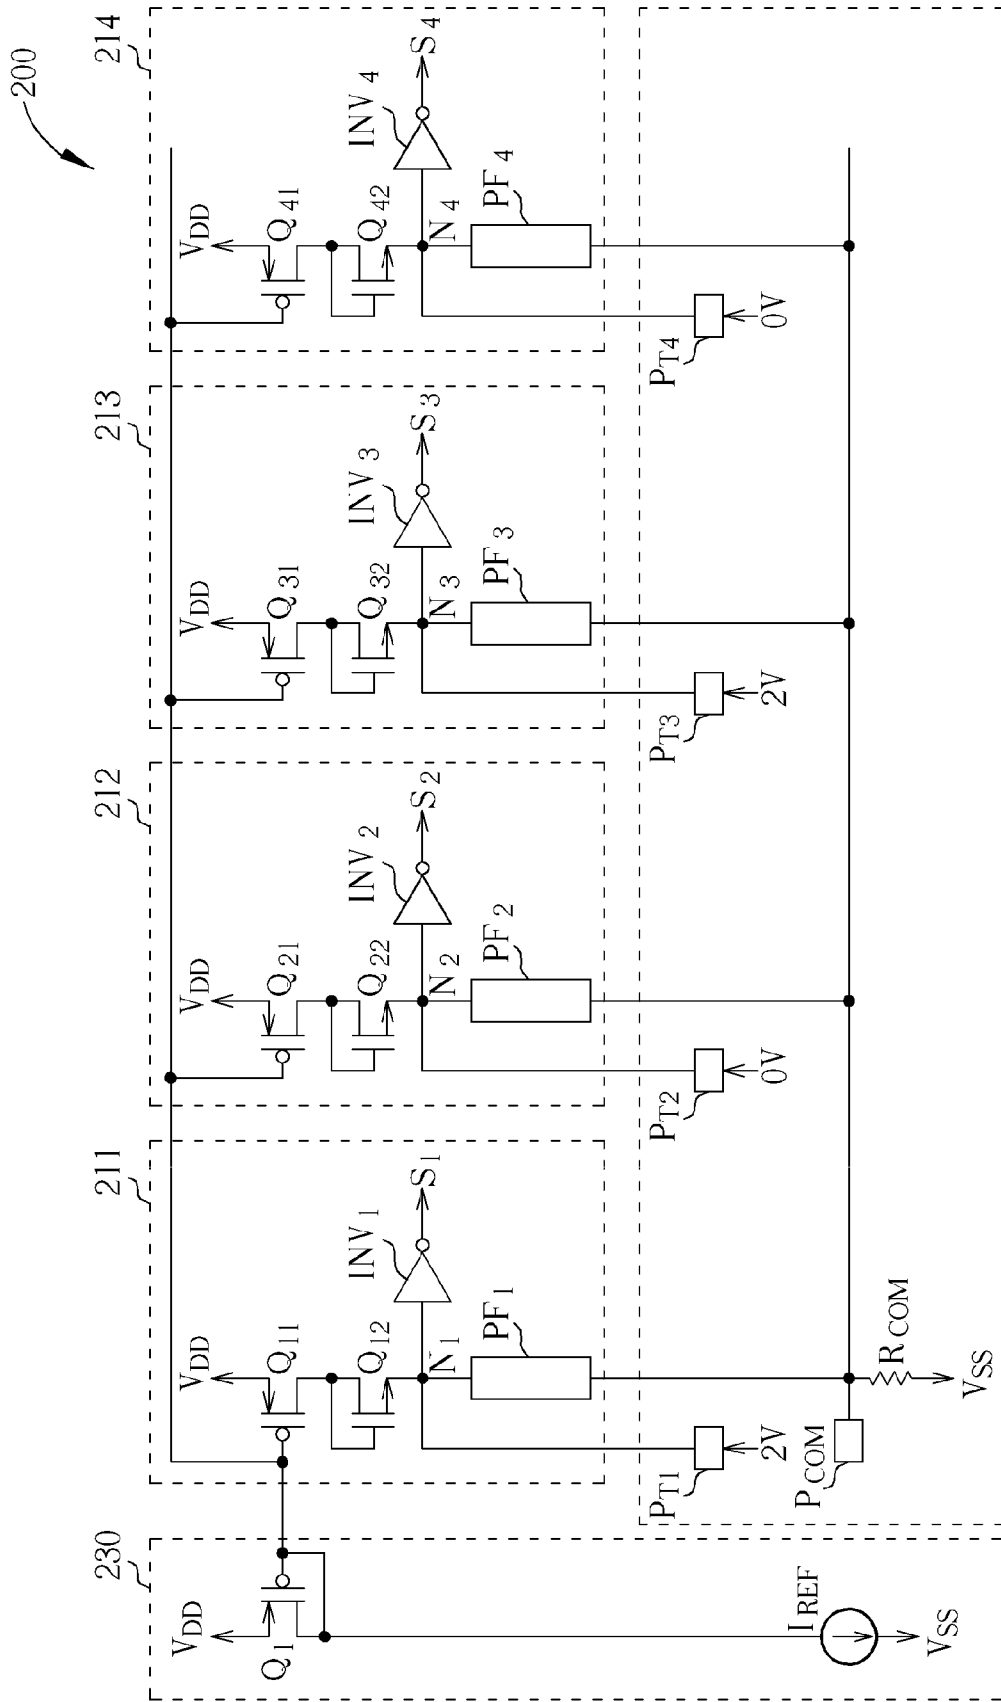 200
230
211
212
213
214
VDD
Q1
IREF
VSS
VDD
Q11
Q12
N1
INV1
S1
PF1
PT1
2V
PCOM
RCOM
VSS
VDD
Q21
Q22
N2
INV2
S2
PF2
PT2
0V
VDD
Q31
Q32
N3
INV3
S3
PF3
PT3
2V
VDD
Q41
Q42
N4
INV4
S4
PF4
PT4
0V